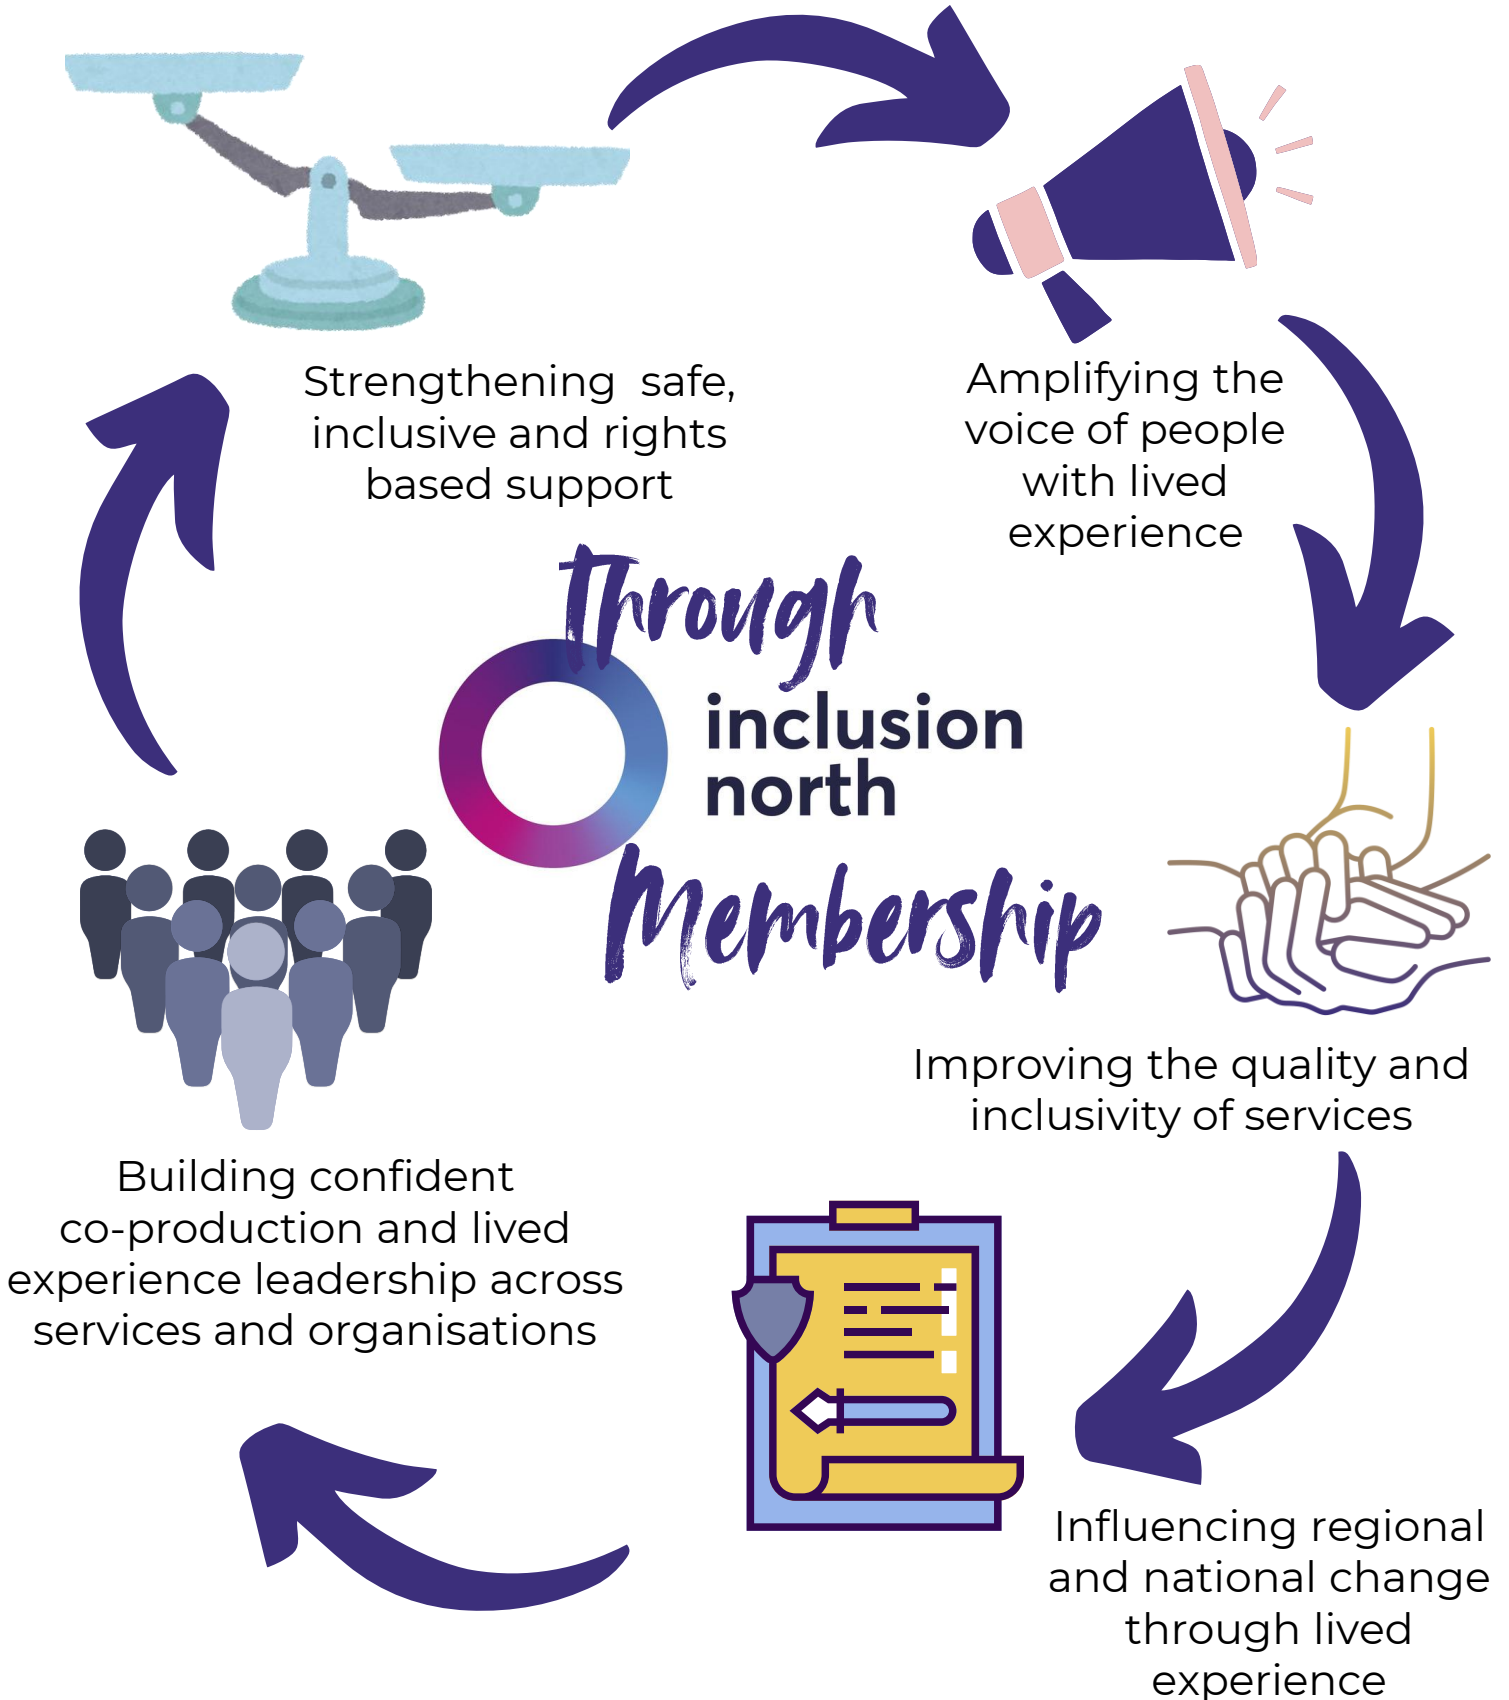 Strengthening  safe,
inclusive and rights
based support
Amplifying the
voice of people
with lived
experience
Through
inclusion
north
Membership
Improving the quality and
inclusivity of services
Building confident
co-production and lived
experience leadership across
services and organisations
Influencing regional
and national change
through lived
experience